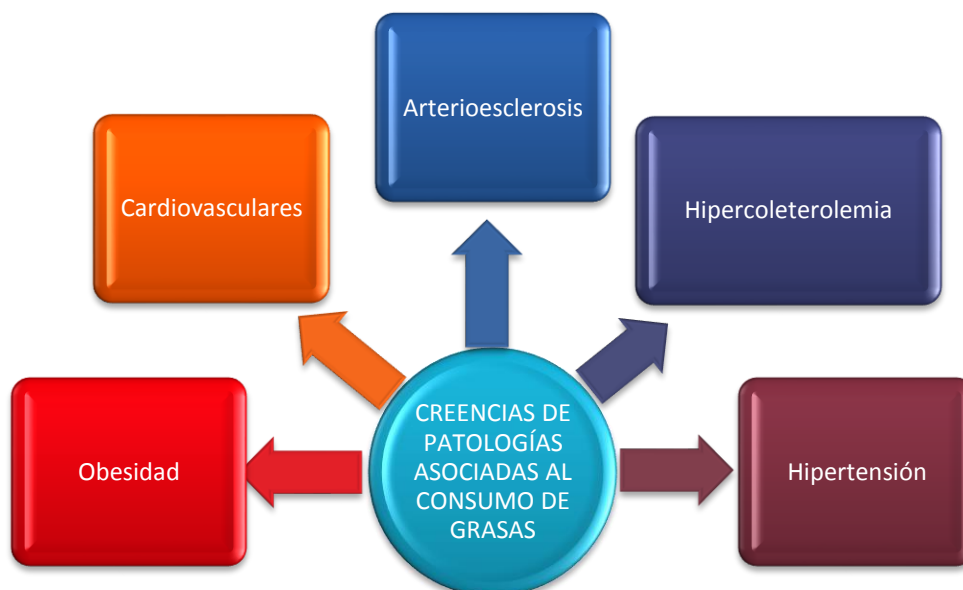 Arterioesclerosis
Cardiovasculares
Hipercoleterolemia
CREENCIAS DE
PATOLOGÍAS
ASOCIADAS AL
CONSUMO DE
GRASAS
Obesidad
Hipertensión